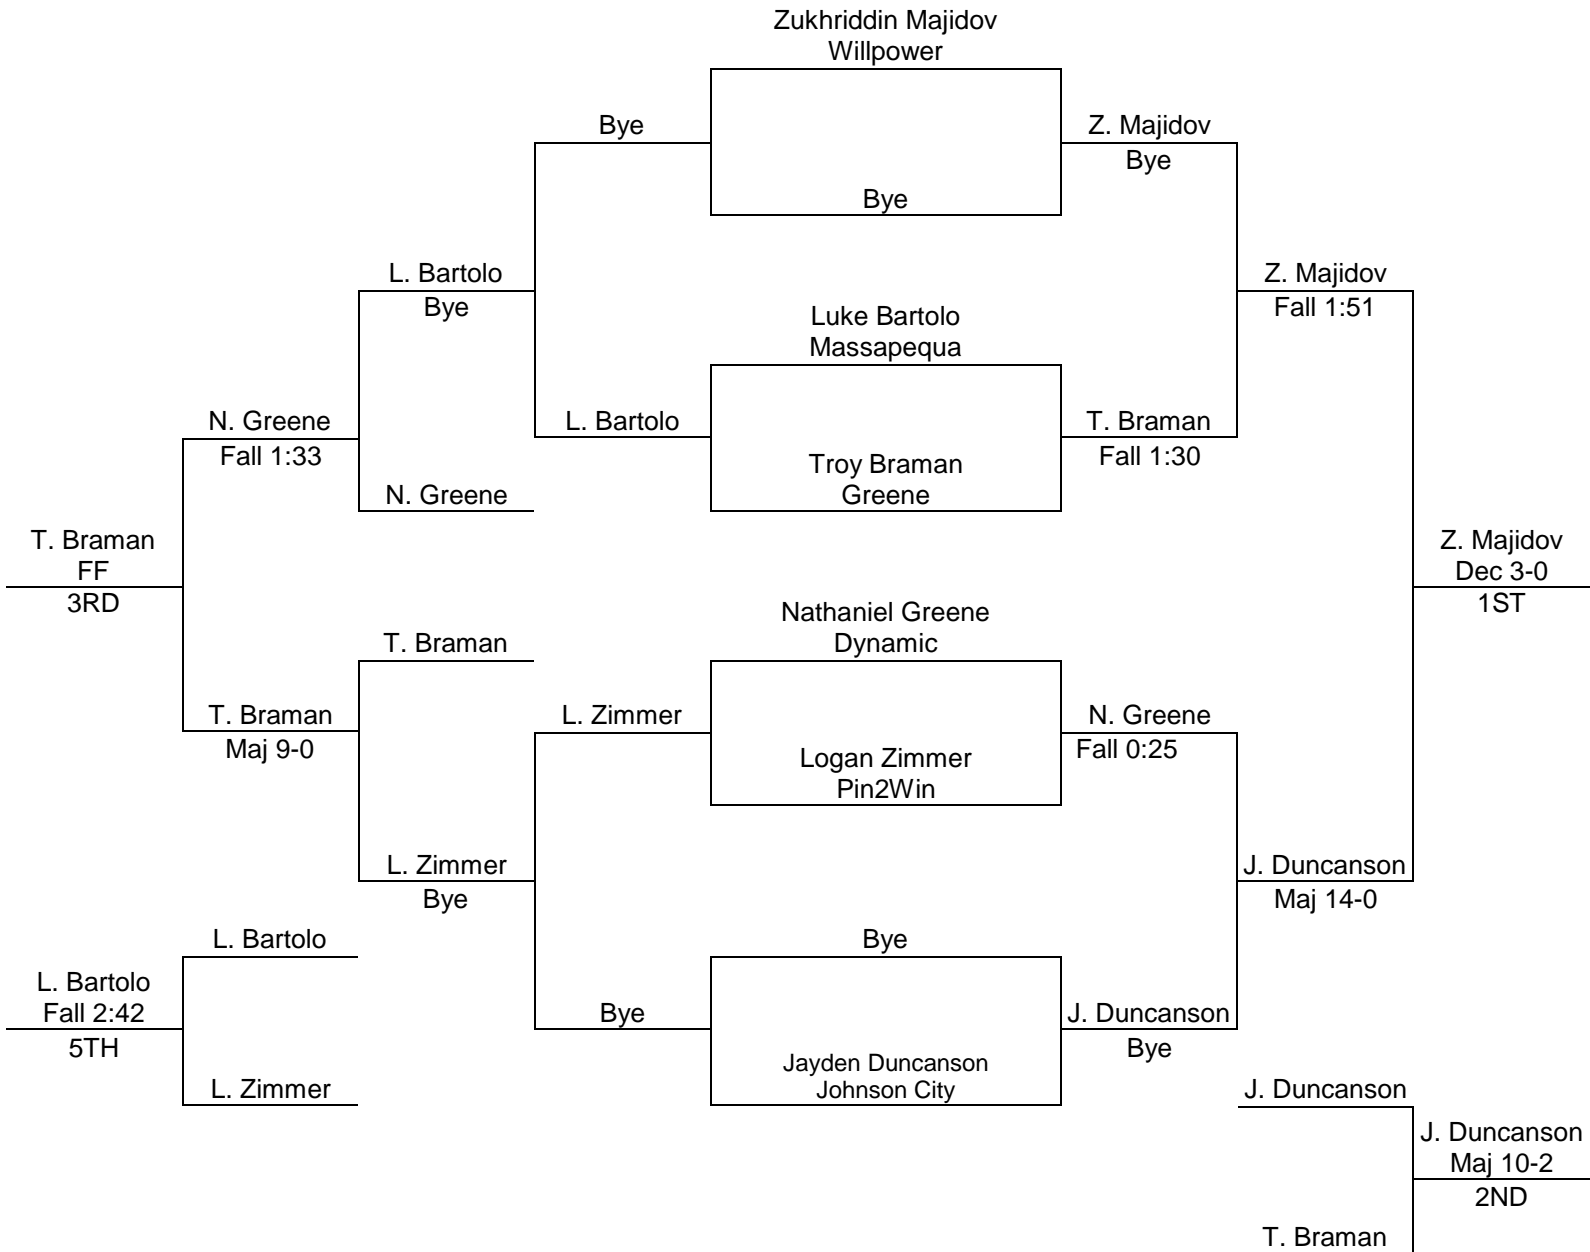 Zukhriddin Majidov
Willpower
Bye
Z. Majidov
Bye
Bye
L. Bartolo
Bye
Z. Majidov
Fall 1:51
Luke Bartolo
Massapequa
N. Greene
Fall 1:33
L. Bartolo
T. Braman
Fall 1:30
Troy Braman
Greene
N. Greene
T. Braman
FF
3RD
Z. Majidov
Dec 3-0
1ST
Nathaniel Greene
Dynamic
T. Braman
T. Braman
Maj 9-0
L. Zimmer
N. Greene
Fall 0:25
Logan Zimmer
Pin2Win
L. Zimmer
Bye
J. Duncanson
Maj 14-0
L. Bartolo
Bye
L. Bartolo
Fall 2:42
5TH
Bye
J. Duncanson
Bye
Jayden Duncanson
Johnson City
L. Zimmer
J. Duncanson
J. Duncanson
Maj 10-2
2ND
T. Braman